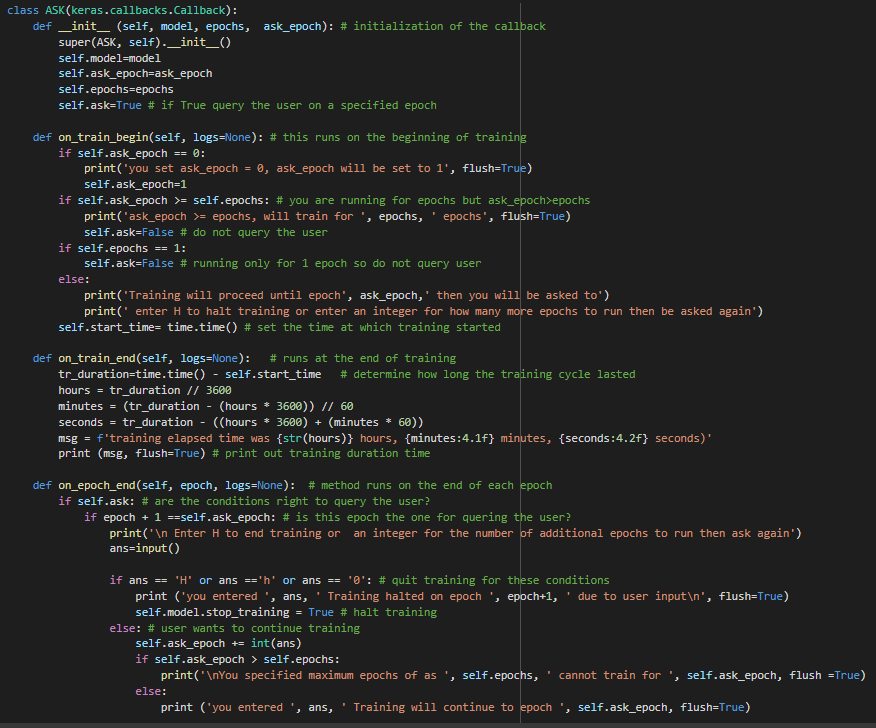 class ASK(keras.callbacks.Callback):
    def __init__ (self, model, epochs,  ask_epoch): # initialization of the callback
        super(ASK, self).__init__()
        self.model=model
        self.ask_epoch=ask_epoch
        self.epochs=epochs
        self.ask=True # if True query the user on a specified epoch

    def on_train_begin(self, logs=None): # this runs on the beginning of training
        if self.ask_epoch == 0:
            print('you set ask_epoch = 0, ask_epoch will be set to 1', flush=True)
            self.ask_epoch=1
        if self.ask_epoch >= self.epochs: # you are running for epochs but ask_epoch>epochs
            print('ask_epoch >= epochs, will train for ', epochs, ' epochs', flush=True)
            self.ask=False # do not query the user
        if self.epochs == 1:
            self.ask=False # running only for 1 epoch so do not query user
        else:
            print('Training will proceed until epoch', ask_epoch,' then you will be asked to')
            print(' enter H to halt training or enter an integer for how many more epochs to run then be asked again')
        self.start_time= time.time() # set the time at which training started

    def on_train_end(self, logs=None):   # runs at the end of training
        tr_duration=time.time() - self.start_time   # determine how long the training cycle lasted
        hours = tr_duration // 3600
        minutes = (tr_duration - (hours * 3600)) // 60
        seconds = tr_duration - ((hours * 3600) + (minutes * 60))
        msg = f'training elapsed time was {str(hours)} hours, {minutes:4.1f} minutes, {seconds:4.2f} seconds)'
        print (msg, flush=True) # print out training duration time

    def on_epoch_end(self, epoch, logs=None):  # method runs on the end of each epoch
        if self.ask: # are the conditions right to query the user?
            if epoch + 1 ==self.ask_epoch: # is this epoch the one for quering the user?
                print('\n Enter H to end training or  an integer for the number of additional epochs to run then ask again')
                ans=input()

                if ans == 'H' or ans =='h' or ans == '0': # quit training for these conditions
                    print ('you entered ', ans, ' Training halted on epoch ', epoch+1, ' due to user input\n', flush=True)
                    self.model.stop_training = True # halt training
                else: # user wants to continue training
                    self.ask_epoch += int(ans)
                    if self.ask_epoch > self.epochs:
                        print('\nYou specified maximum epochs of as ', self.epochs, ' cannot train for ', self.ask_epoch, flush =True)
                    else:
                        print ('you entered ', ans, ' Training will continue to epoch ', self.ask_epoch, flush=True)